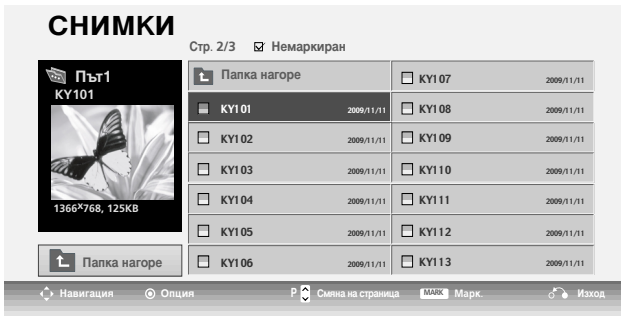 СНИМКИ
Стр. 2/3 Немаркиран
Път1
KY101
1366x768, 125KB
Папка нагоре
Папка нагоре
KY101 2009/11/11
KY102 2009/11/11
KY103 2009/11/11
KY104 2009/11/11
KY105 2009/11/11
KY106 2009/11/11
KY107 2009/11/11
KY108 2009/11/11
KY109 2009/11/11
KY110 2009/11/11
KY111 2009/11/11
KY112 2009/11/11
KY113 2009/11/11
Навигация Опция P Смяна на страница MARK Марк. Изход